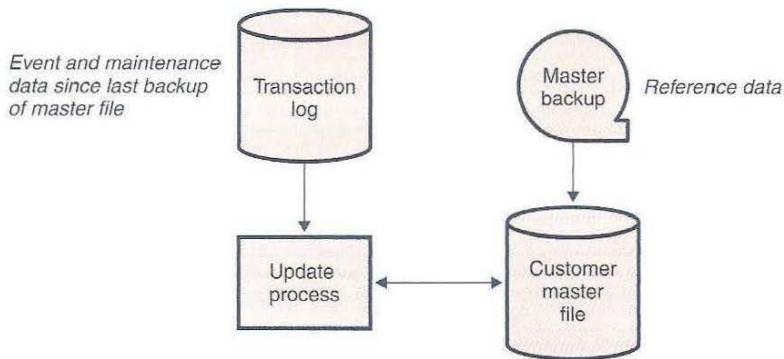 Event and maintenance
data since last backup
of master file
Transaction
log
Master
backup
Reference data
Update
process
Customer
master
file